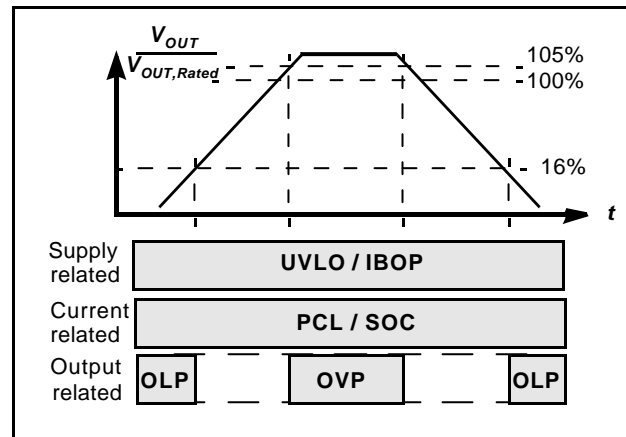 V_OUT
V_OUT,Rated
105%
100%
16%
t
Supply
related
UVLO / IBOP
Current
related
PCL / SOC
Output
related
OLP
OVP
OLP